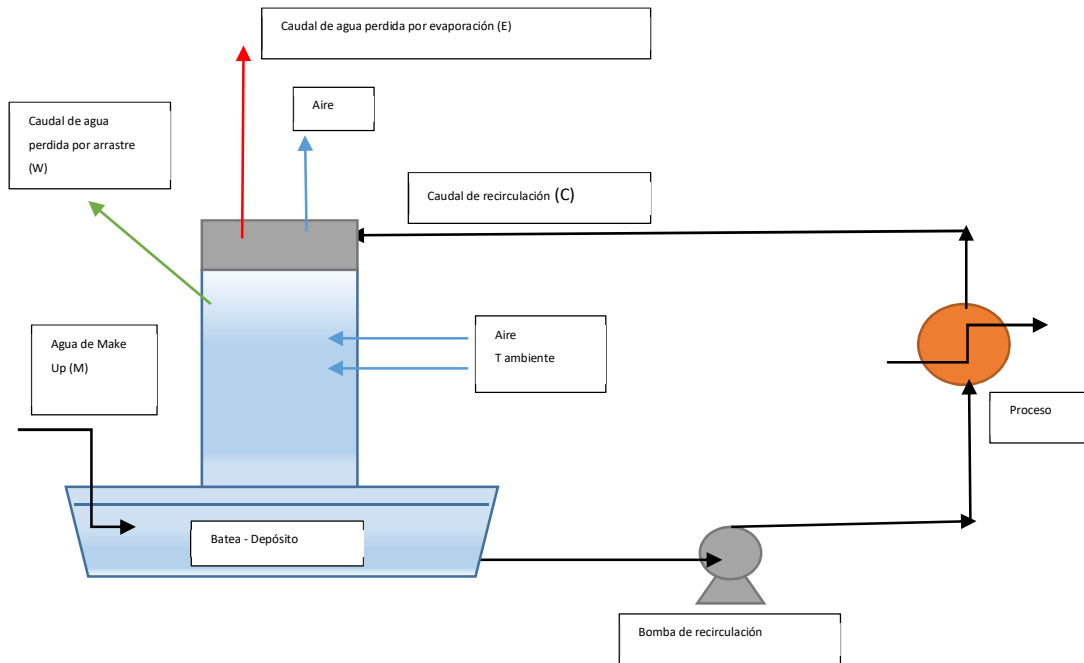 Caudal de agua perdida por evaporación (E)
Aire
Caudal de agua
perdida por arrastre
(W)
Caudal de recirculación (C)
Agua de Make
Up (M)
Aire
T ambiente
Proceso
Batea - Depósito
Bomba de recirculación